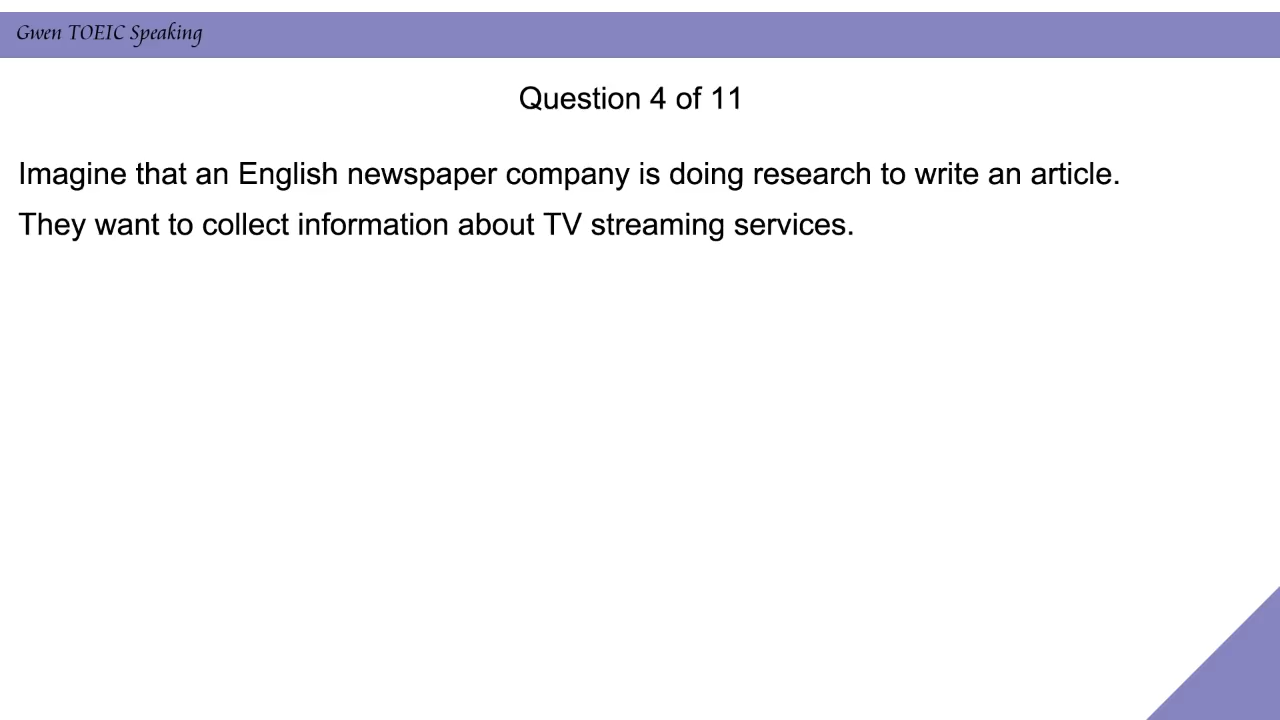 Gwen TOEIC Speaking
Question 4 of 11
Imagine that an English newspaper company is doing research to write an article.
They want to collect information about TV streaming services.